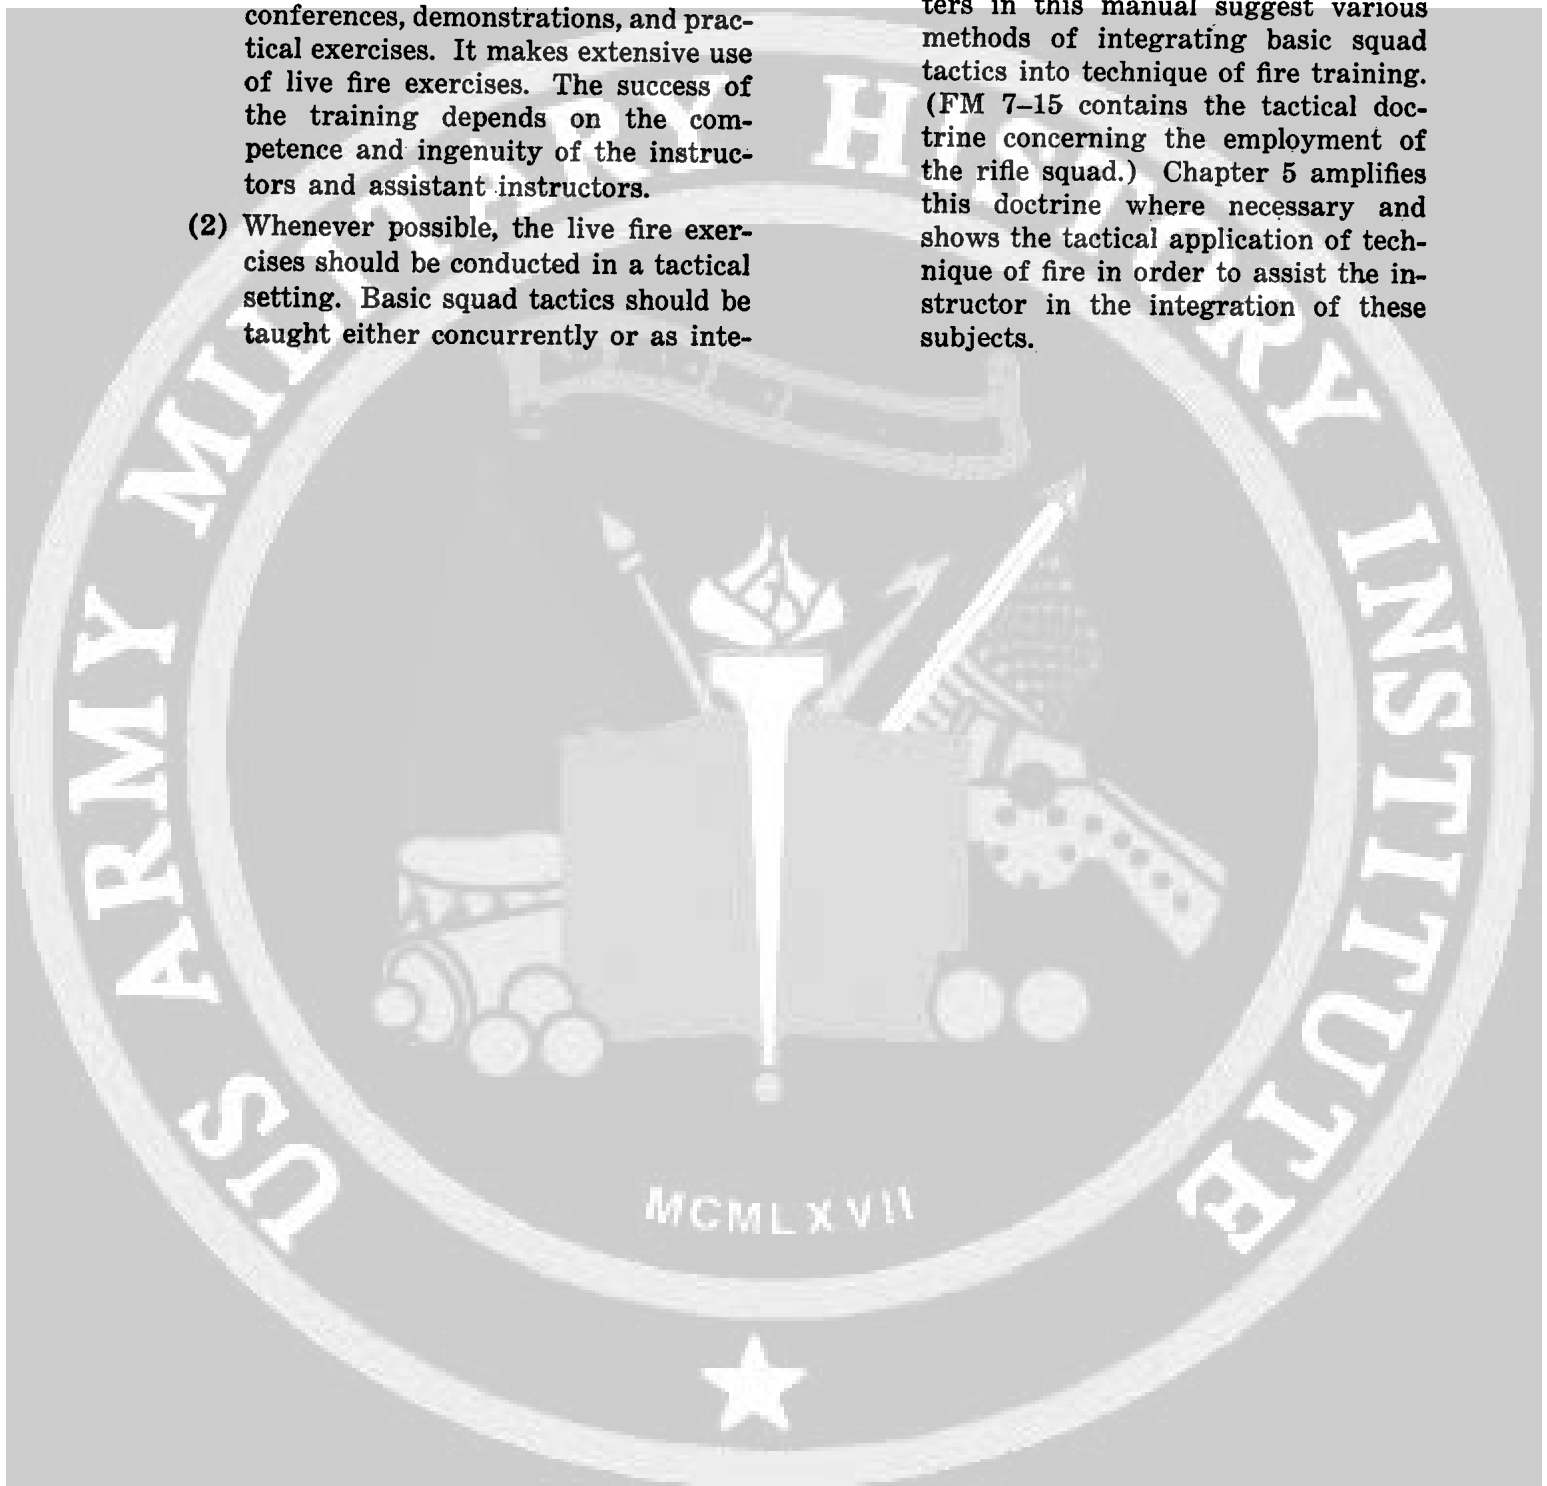 conferences, demonstrations, and prac-
tical exercises. It makes extensive use
of live fire exercises. The success of
the training depends on the com-
petence and ingenuity of the instruc-
tors and assistant instructors.
(2) Whenever possible, the live fire exer-
cises should be conducted in a tactical
setting. Basic squad tactics should be
taught either concurrently or as inte-
ters in this manual suggest various
methods of integrating basic squad
tactics into technique of fire training.
(FM 7–15 contains the tactical doc-
trine concerning the employment of
the rifle squad.) Chapter 5 amplifies
this doctrine where necessary and
shows the tactical application of tech-
nique of fire in order to assist the in-
structor in the integration of these
subjects.
US ARMY MILITARY HISTORY INSTITUTE
MCMLXVII